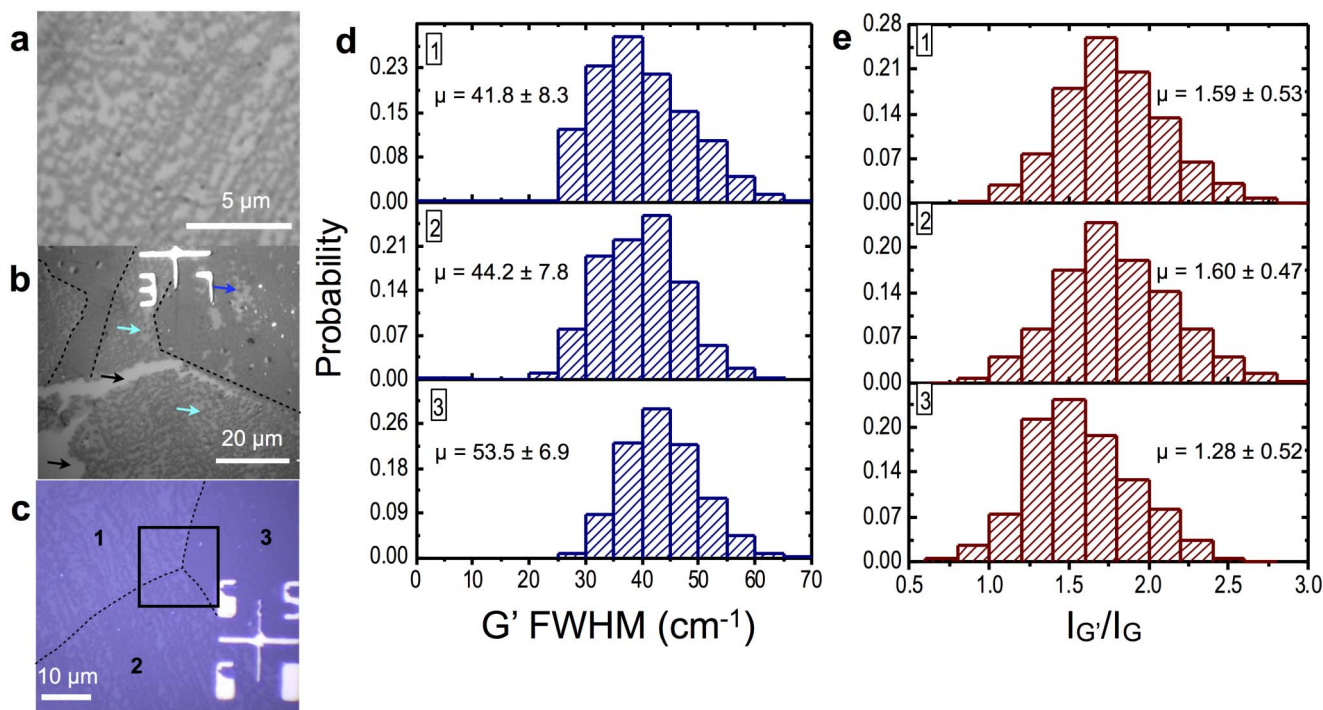 a
5 µm
b
3
20 µm
c
1
3
2
10 µm
d
Probability
1
µ = 41.8 ± 8.3
0.23
0.15
0.08
0.00
2
µ = 44.2 ± 7.8
0.21
0.14
0.07
0.00
3
µ = 53.5 ± 6.9
0.26
0.18
0.09
0.00
0 10 20 30 40 50 60 70
G’ FWHM (cm-1)
e
1
µ = 1.59 ± 0.53
0.28
0.21
0.14
0.07
0.00
2
µ = 1.60 ± 0.47
0.20
0.14
0.07
0.00
3
µ = 1.28 ± 0.52
0.20
0.14
0.07
0.00
0.5 1.0 1.5 2.0 2.5 3.0
IG’/IG